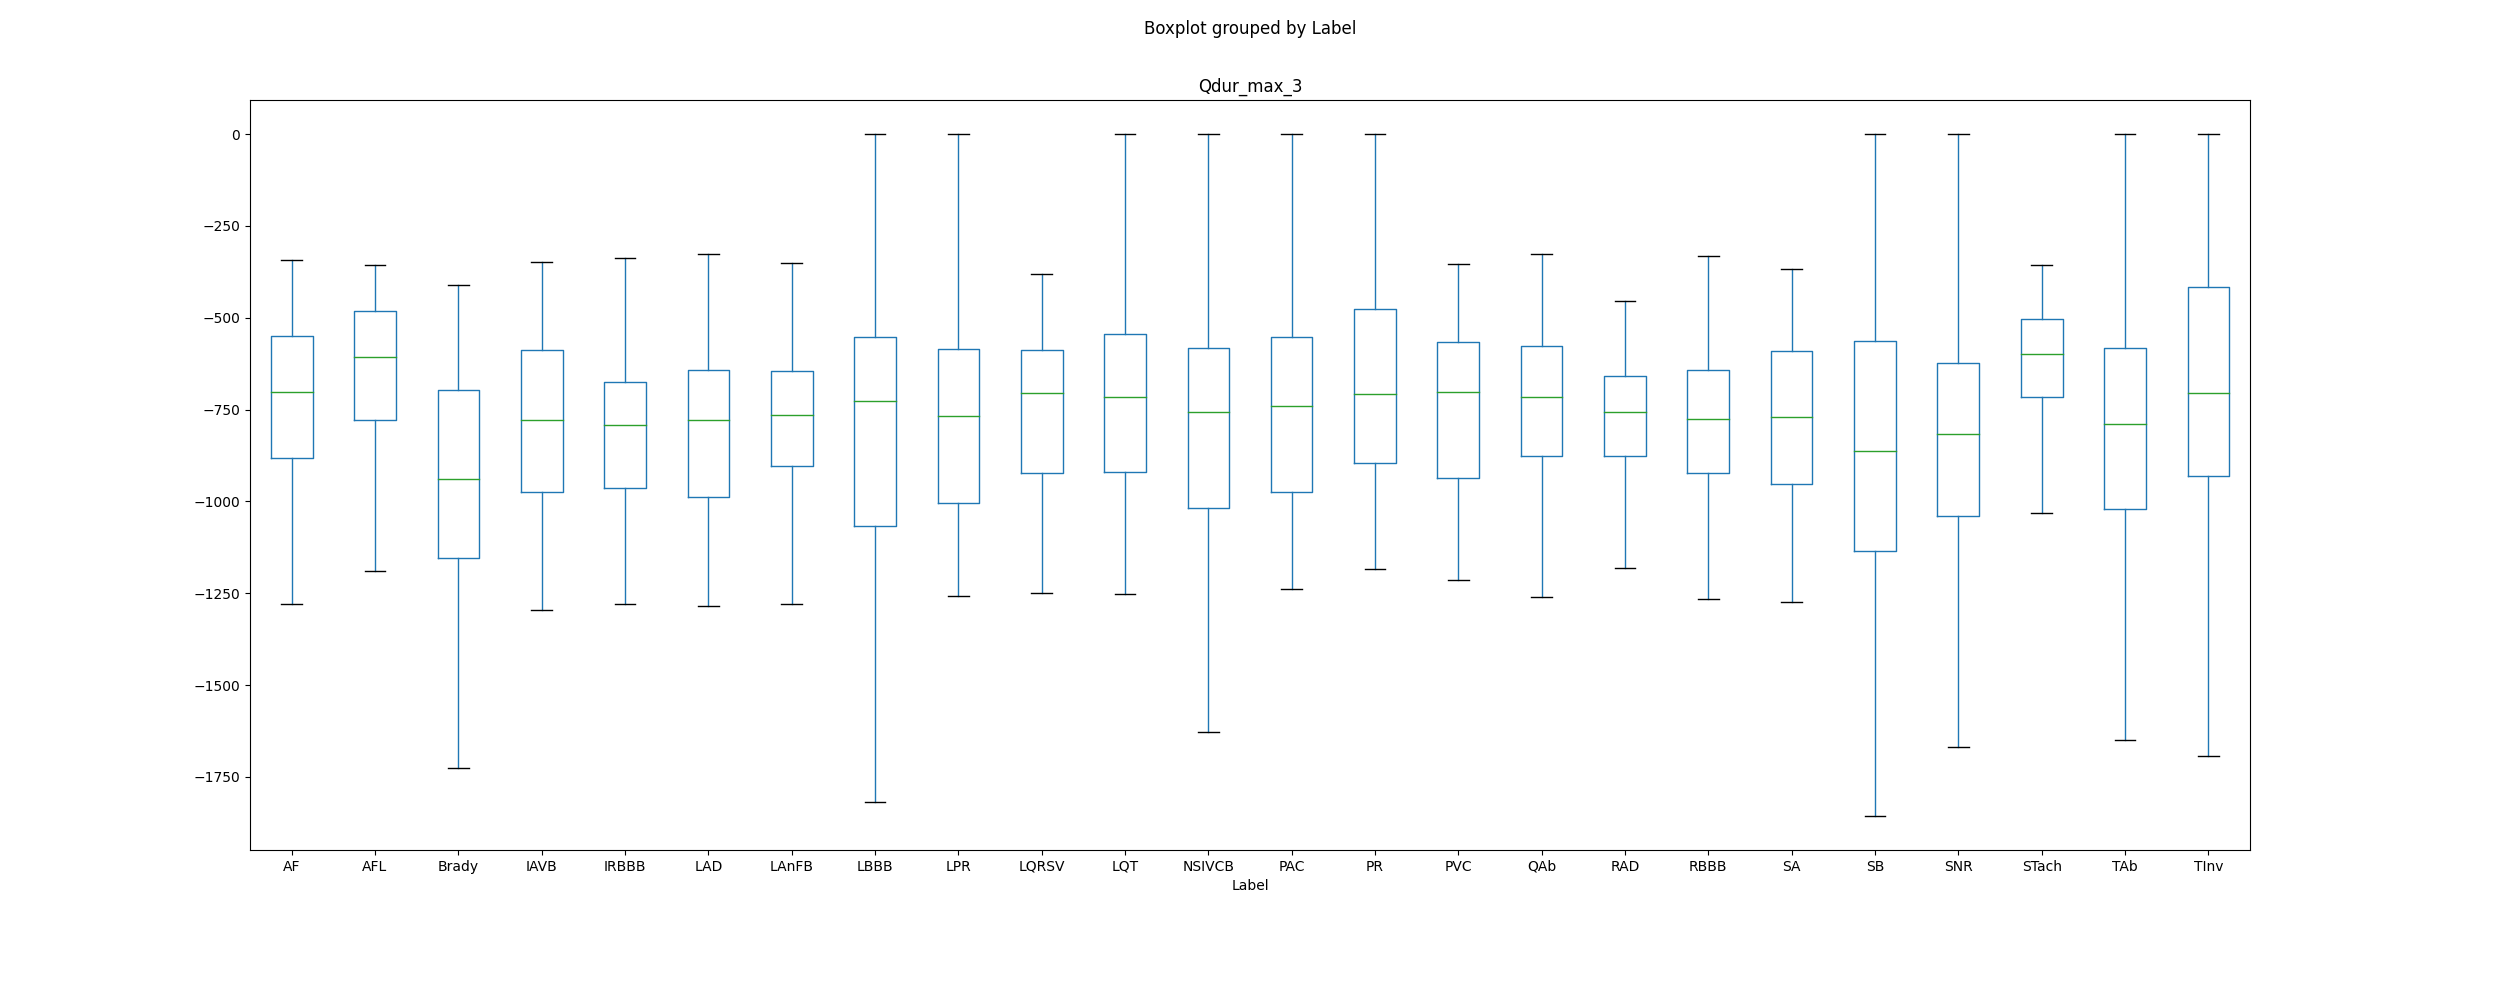 Boxplot grouped by Label
Qdur_max_3
0
−250
−500
−750
−1000
−1250
−1500
−1750
AF AFL Brady IAVB IRBBB LAD LAnFB LBBB LPR LQRSV LQT NSIVCB PAC PR PVC QAb RAD RBBB SA SB SNR STach TAb TInv
Label